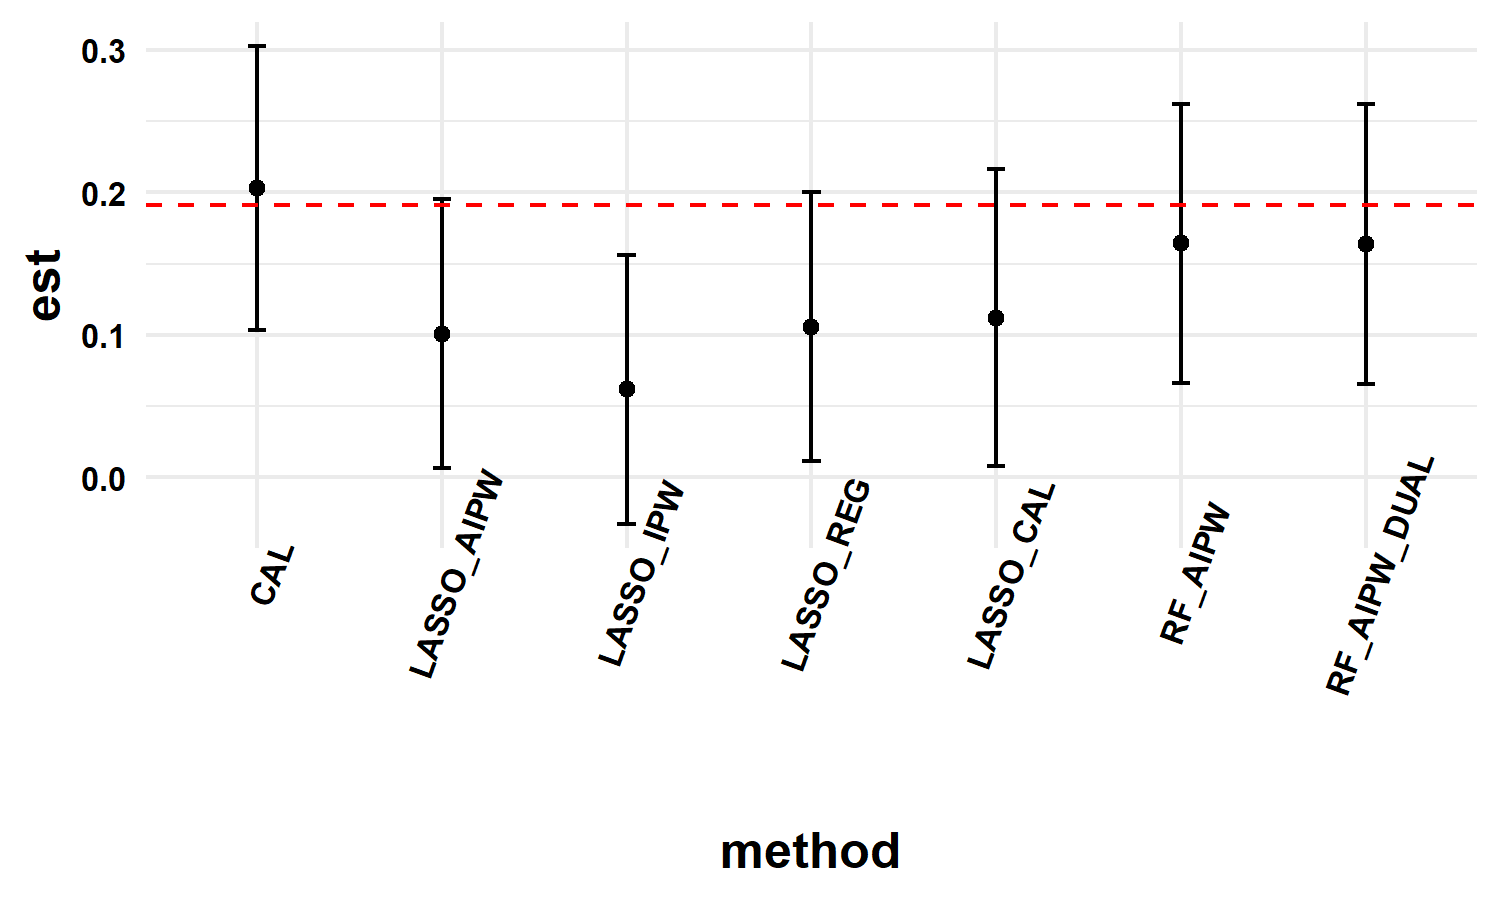 est
0.3
0.2
0.1
0.0
CAL
LASSO_AIPW
LASSO_IPW
LASSO_REG
LASSO_CAL
RF_AIPW
RF_AIPW_DUAL
method